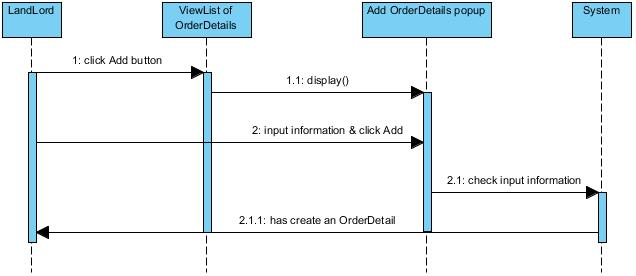 LandLord
ViewList of
OrderDetails
Add OrderDetails popup
System
1: click Add button
1.1: display()
2: input information & click Add
2.1: check input information
2.1.1: has create an OrderDetail